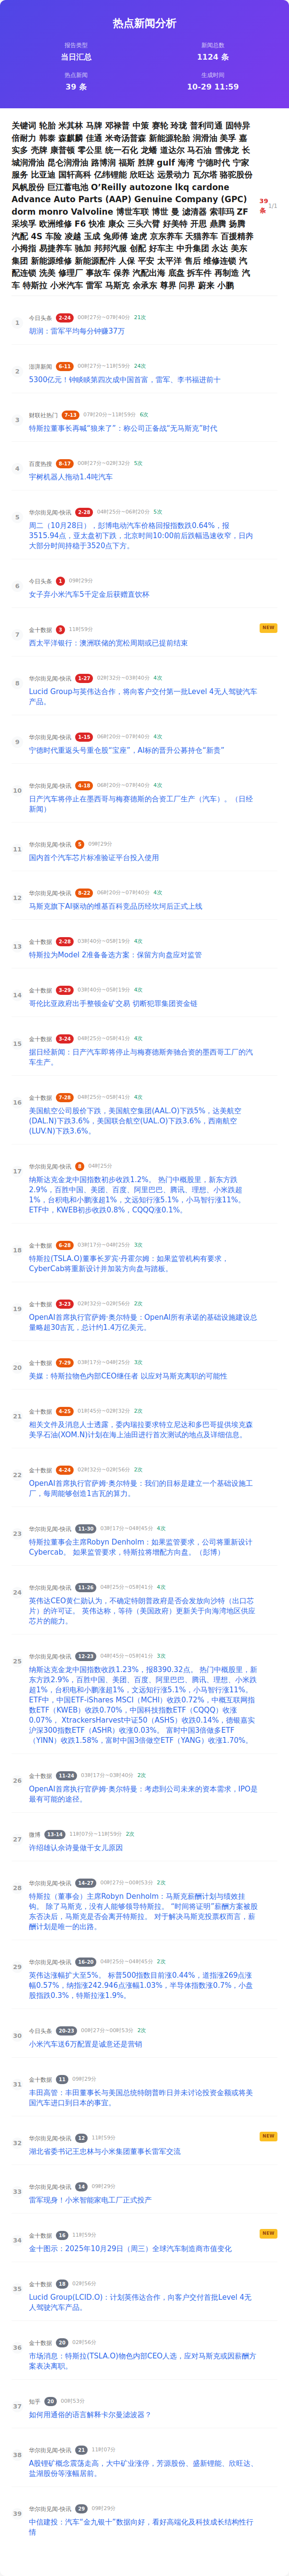 热点新闻分析
报告类型
新闻总数
当日汇总
1124 条
热点新闻
生成时间
39 条
10-29 11:59
关键词 轮胎 米其林 马牌 邓禄普 中策 赛轮 玲珑 普利司通 固特异
倍耐力 韩泰 森麒麟 佳通 米奇汤普森 新能源轮胎 润滑油 美孚 嘉
实多 壳牌 康普顿 零公里 统一石化 龙蟠 道达尔 马石油 雪佛龙 长
城润滑油 昆仑润滑油 路博润 福斯 胜牌 gulf 海湾 宁德时代 宁家
服务 比亚迪 国轩高科 亿纬锂能 欣旺达 远景动力 瓦尔塔 骆驼股份
风帆股份 巨江蓄电池 O’Reilly autozone lkq cardone
Advance Auto Parts (AAP) Genuine Company (GPC)
dorm monro Valvoline 博世车联 博世 曼 滤清器 索菲玛 ZF
采埃孚 欧洲维修 F6 快准 康众 三头六臂 好美特 开思 鼎腾 扬腾
汽配 4S 车险 凌越 玉成 兔师傅 途虎 京东养车 天猫养车 百援精养
小拇指 易捷养车 驰加 邦邦汽服 创配 好车主 中升集团 永达 美东
集团 新能源维修 新能源配件 人保 平安 太平洋 售后 维修连锁 汽
配连锁 洗美 修理厂 事故车 保养 汽配出海 底盘 拆车件 再制造 汽
车 特斯拉 小米汽车 雷军 马斯克 余承东 尊界 问界 蔚来 小鹏
39
条
1/1
1
今日头条 2-24 00时27分~07时40分 21次
胡润：雷军平均每分钟赚37万
2
澎湃新闻 6-11 00时27分~11时59分 24次
5300亿元！钟睒睒第四次成中国首富，雷军、李书福进前十
3
财联社热门 7-13 07时20分~11时59分 6次
特斯拉董事长再喊“狼来了”：称公司正备战“无马斯克”时代
4
百度热搜 8-17 00时27分~02时32分 5次
宇树机器人拖动1.4吨汽车
5
华尔街见闻-快讯 2-28 04时25分~06时20分 5次
周二（10月28日），彭博电动汽车价格回报指数跌0.64%，报
3515.94点，亚太盘初下跌，北京时间10:00前后跌幅迅速收窄，日内
大部分时间持稳于3520点下方。
6
今日头条 1 09时29分
女子弃小米汽车5千定金后获赠直饮杯
7
金十数据 3 11时59分
NEW
西太平洋银行：澳洲联储的宽松周期或已提前结束
8
华尔街见闻-快讯 1-27 02时32分~03时40分 4次
Lucid Group与英伟达合作，将向客户交付第一批Level 4无人驾驶汽车
产品。
9
华尔街见闻-快讯 1-15 06时20分~07时40分 4次
宁德时代重返头号重仓股“宝座”，AI标的晋升公募持仓“新贵”
10
华尔街见闻-快讯 4-18 06时20分~07时40分 4次
日产汽车将停止在墨西哥与梅赛德斯的合资工厂生产（汽车）。（日经
新闻）
11
华尔街见闻-快讯 5 09时29分
国内首个汽车芯片标准验证平台投入使用
12
华尔街见闻-快讯 8-22 06时20分~07时40分 4次
马斯克旗下AI驱动的维基百科竞品历经坎坷后正式上线
13
金十数据 2-28 03时40分~05时19分 4次
特斯拉为Model 2准备备选方案：保留方向盘应对监管
14
金十数据 3-29 03时40分~05时19分 4次
哥伦比亚政府出手整顿金矿交易 切断犯罪集团资金链
15
金十数据 3-24 04时25分~05时41分 4次
据日经新闻：日产汽车即将停止与梅赛德斯奔驰合资的墨西哥工厂的汽
车生产。
16
金十数据 7-28 04时25分~05时41分 4次
美国航空公司股价下跌，美国航空集团(AAL.O)下跌5%，达美航空
(DAL.N)下跌3.6%，美国联合航空(UAL.O)下跌3.6%，西南航空
(LUV.N)下跌3.6%。
17
华尔街见闻-快讯 8 04时25分
纳斯达克金龙中国指数初步收跌1.2%。 热门中概股里，新东方跌
2.9%，百胜中国、美团、百度、阿里巴巴、腾讯、理想、小米跌超
1%，台积电和小鹏涨超1%，文远知行涨5.1%，小马智行涨11%。
ETF中，KWEB初步收跌0.8%，CQQQ涨0.1%。
18
金十数据 6-28 03时17分~04时25分 3次
特斯拉(TSLA.O)董事长罗宾·丹霍尔姆：如果监管机构有要求，
CyberCab将重新设计并加装方向盘与踏板。
19
金十数据 3-23 02时32分~02时56分 2次
OpenAI首席执行官萨姆·奥尔特曼：OpenAI所有承诺的基础设施建设总
量略超30吉瓦，总计约1.4万亿美元。
20
金十数据 7-29 03时17分~04时25分 3次
美媒：特斯拉物色内部CEO继任者 以应对马斯克离职的可能性
21
金十数据 4-25 01时45分~02时32分 2次
相关文件及消息人士透露，委内瑞拉要求特立尼达和多巴哥提供埃克森
美孚石油(XOM.N)计划在海上油田进行首次测试的地点及详细信息。
22
金十数据 4-24 02时32分~02时56分 2次
OpenAI首席执行官萨姆·奥尔特曼：我们的目标是建立一个基础设施工
厂，每周能够创造1吉瓦的算力。
23
华尔街见闻-快讯 11-30 03时17分~04时45分 4次
特斯拉董事会主席Robyn Denholm：如果监管要求，公司将重新设计
Cybercab。 如果监管要求，特斯拉将增配方向盘。（彭博）
24
华尔街见闻-快讯 11-26 04时25分~05时41分 4次
英伟达CEO黄仁勋认为，不确定特朗普政府是否会发放向沙特（出口芯
片）的许可证。 英伟达称，等待（美国政府）更新关于向海湾地区供应
芯片的能力。
25
华尔街见闻-快讯 12-23 04时45分~05时41分 3次
纳斯达克金龙中国指数收跌1.23%，报8390.32点。 热门中概股里，新
东方跌2.9%，百胜中国、美团、百度、阿里巴巴、腾讯、理想、小米跌
超1%，台积电和小鹏涨超1%，文远知行涨5.1%，小马智行涨11%。
ETF中，中国ETF-iShares MSCI（MCHI）收跌0.72%，中概互联网指
数ETF（KWEB）收跌0.70%，中国科技指数ETF（CQQQ）收涨
0.07%， XtrackersHarvest中证50（ASHS）收跌0.14%，德银嘉实
沪深300指数ETF（ASHR）收涨0.03%。 富时中国3倍做多ETF
（YINN）收跌1.58%，富时中国3倍做空ETF（YANG）收涨1.70%。
26
金十数据 11-24 03时17分~03时40分 2次
OpenAI首席执行官萨姆·奥尔特曼：考虑到公司未来的资本需求，IPO是
最有可能的途径。
27
微博 13-14 11时07分~11时59分 2次
许绍雄认佘诗曼做干女儿原因
28
华尔街见闻-快讯 14-27 00时27分~00时53分 2次
特斯拉（董事会）主席Robyn Denholm：马斯克薪酬计划与绩效挂
钩。 除了马斯克，没有人能够领导特斯拉。 “时间将证明”薪酬方案被股
东否决后，马斯克是否会离开特斯拉。 对于解决马斯克投票权而言，薪
酬计划是唯一的出路。
29
华尔街见闻-快讯 16-20 04时25分~04时45分 2次
英伟达涨幅扩大至5%。 标普500指数目前涨0.44%，道指涨269点涨
幅0.57%，纳指涨242.946点涨幅1.03%，半导体指数涨0.7%，小盘
股指跌0.3%，特斯拉涨1.9%。
30
今日头条 20-23 00时27分~00时53分 2次
小米汽车送6万配置是诚意还是营销
31
金十数据 11 09时29分
丰田高管：丰田董事长与美国总统特朗普昨日并未讨论投资金额或将美
国汽车进口到日本的事宜。
32
华尔街见闻-快讯 12 11时59分
NEW
湖北省委书记王忠林与小米集团董事长雷军交流
33
华尔街见闻-快讯 14 09时29分
雷军现身！小米智能家电工厂正式投产
34
金十数据 16 11时59分
NEW
金十图示：2025年10月29日（周三）全球汽车制造商市值变化
35
金十数据 18 02时56分
Lucid Group(LCID.O)：计划英伟达合作，向客户交付首批Level 4无
人驾驶汽车产品。
36
金十数据 20 02时56分
市场消息：特斯拉(TSLA.O)物色内部CEO人选，应对马斯克或因薪酬方
案表决离职。
37
知乎 20 00时53分
如何用通俗的语言解释卡尔曼滤波器？
38
华尔街见闻-快讯 21 11时07分
A股锂矿概念震荡走高，大中矿业涨停，芳源股份、盛新锂能、欣旺达、
盐湖股份等涨幅居前。
39
华尔街见闻-快讯 29 09时29分
中信建投：汽车“金九银十”数据向好，看好高端化及科技成长结构性行
情